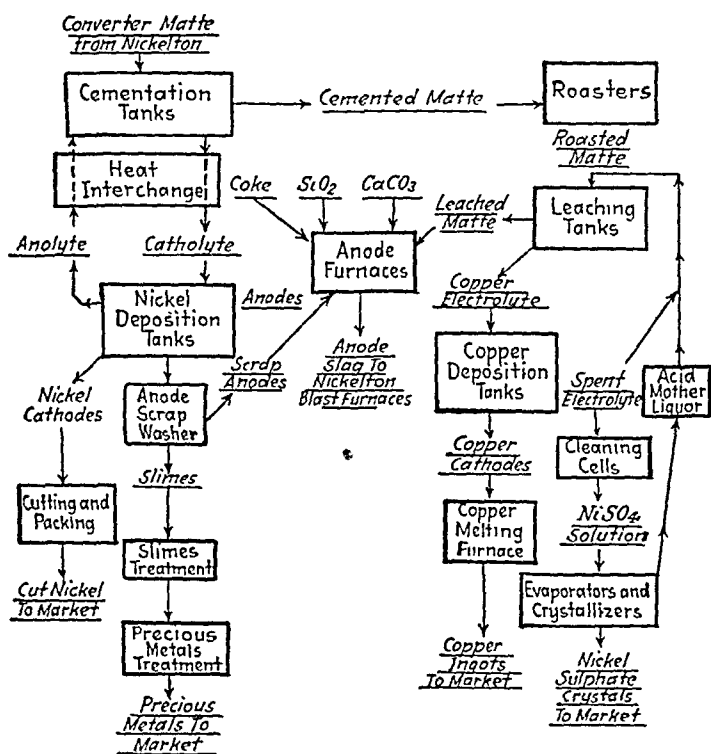 Converter Matte
from Nickelton
Cementation
Tanks
Cemented Matte
Roasters
Roasted
Matte
Heat
Interchange
Coke
SiO2
CaCO3
Leached
Matte
Leaching
Tanks
Anolyte
Catholyte
Anode
Furnaces
Nickel
Deposition
Tanks
Anodes
Copper
Electrolyte
Scrap
Anodes
Anode
Slag To
Nickelton
Blast Furnaces
Copper
Deposition
Tanks
Spent
Electrolyte
Acid
Mother
Liquor
Nickel
Cathodes
Anode
Scrap
Washer
Copper
Cathodes
Cleaning
Cells
Slimes
Cutting and
Packing
Copper
Melting
Furnace
NiSO4
Solution
Slimes
Treatment
Cut Nickel
To Market
Evaporators and
Crystallizers
Precious
Metals
Treatment
Copper
Ingots
To Market
Nickel
Sulphate
Crystals
To Market
Precious
Metals To
Market